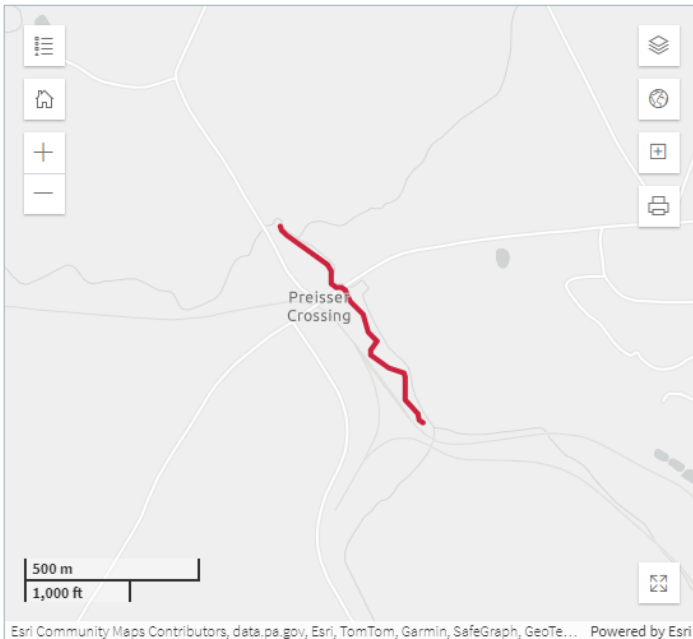 Preisser
Crossing
500 m
1,000 ft
Esri Community Maps Contributors, data.pa.gov, Esri, TomTom, Garmin, SafeGraph, GeoTe... Powered by Esri